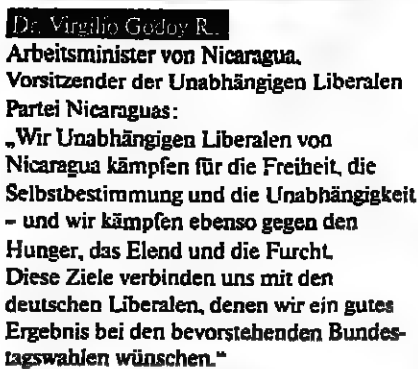 Dr. Virgilio Godoy R.
Arbeitsminister von Nicaragua,
Vorsitzender der Unabhängigen Liberalen
Partei Nicaraguas:
„Wir Unabhängigen Liberalen von
Nicaragua kämpfen für die Freiheit, die
Selbstbestimmung und die Unabhängigkeit
– und wir kämpfen ebenso gegen den
Hunger, das Elend und die Furcht.
Diese Ziele verbinden uns mit den
deutschen Liberalen, denen wir ein gutes
Ergebnis bei den bevorstehenden Bundes-
tagswahlen wünschen.“